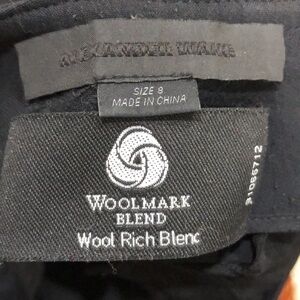 ALEXANDER WANG
SIZE 8
MADE IN CHINA
WOOLMARK
BLEND
Wool Rich Blend